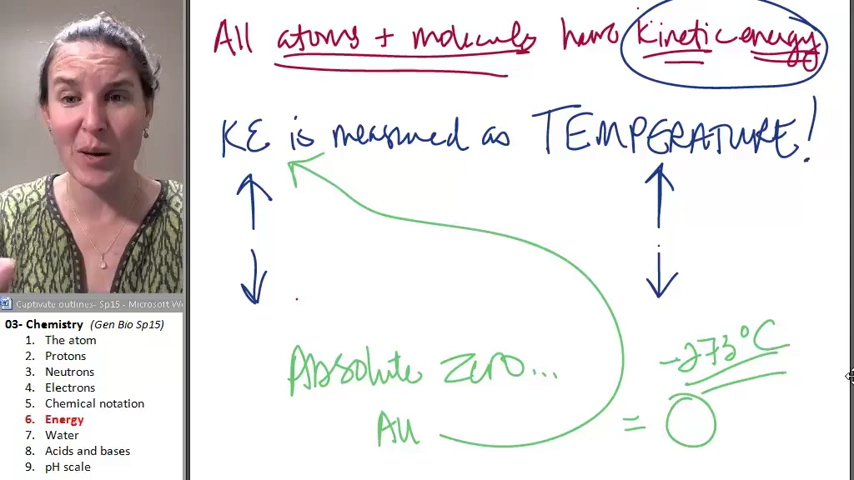 All atoms + molecules have kinetic energy
KE is measured as TEMPERATURE!
Absolute Zero... -273°C
All = 0
Captivate outlines- Sp15 - Microsoft W
03- Chemistry (Gen Bio Sp15)
1. The atom
2. Protons
3. Neutrons
4. Electrons
5. Chemical notation
6. Energy
7. Water
8. Acids and bases
9. pH scale